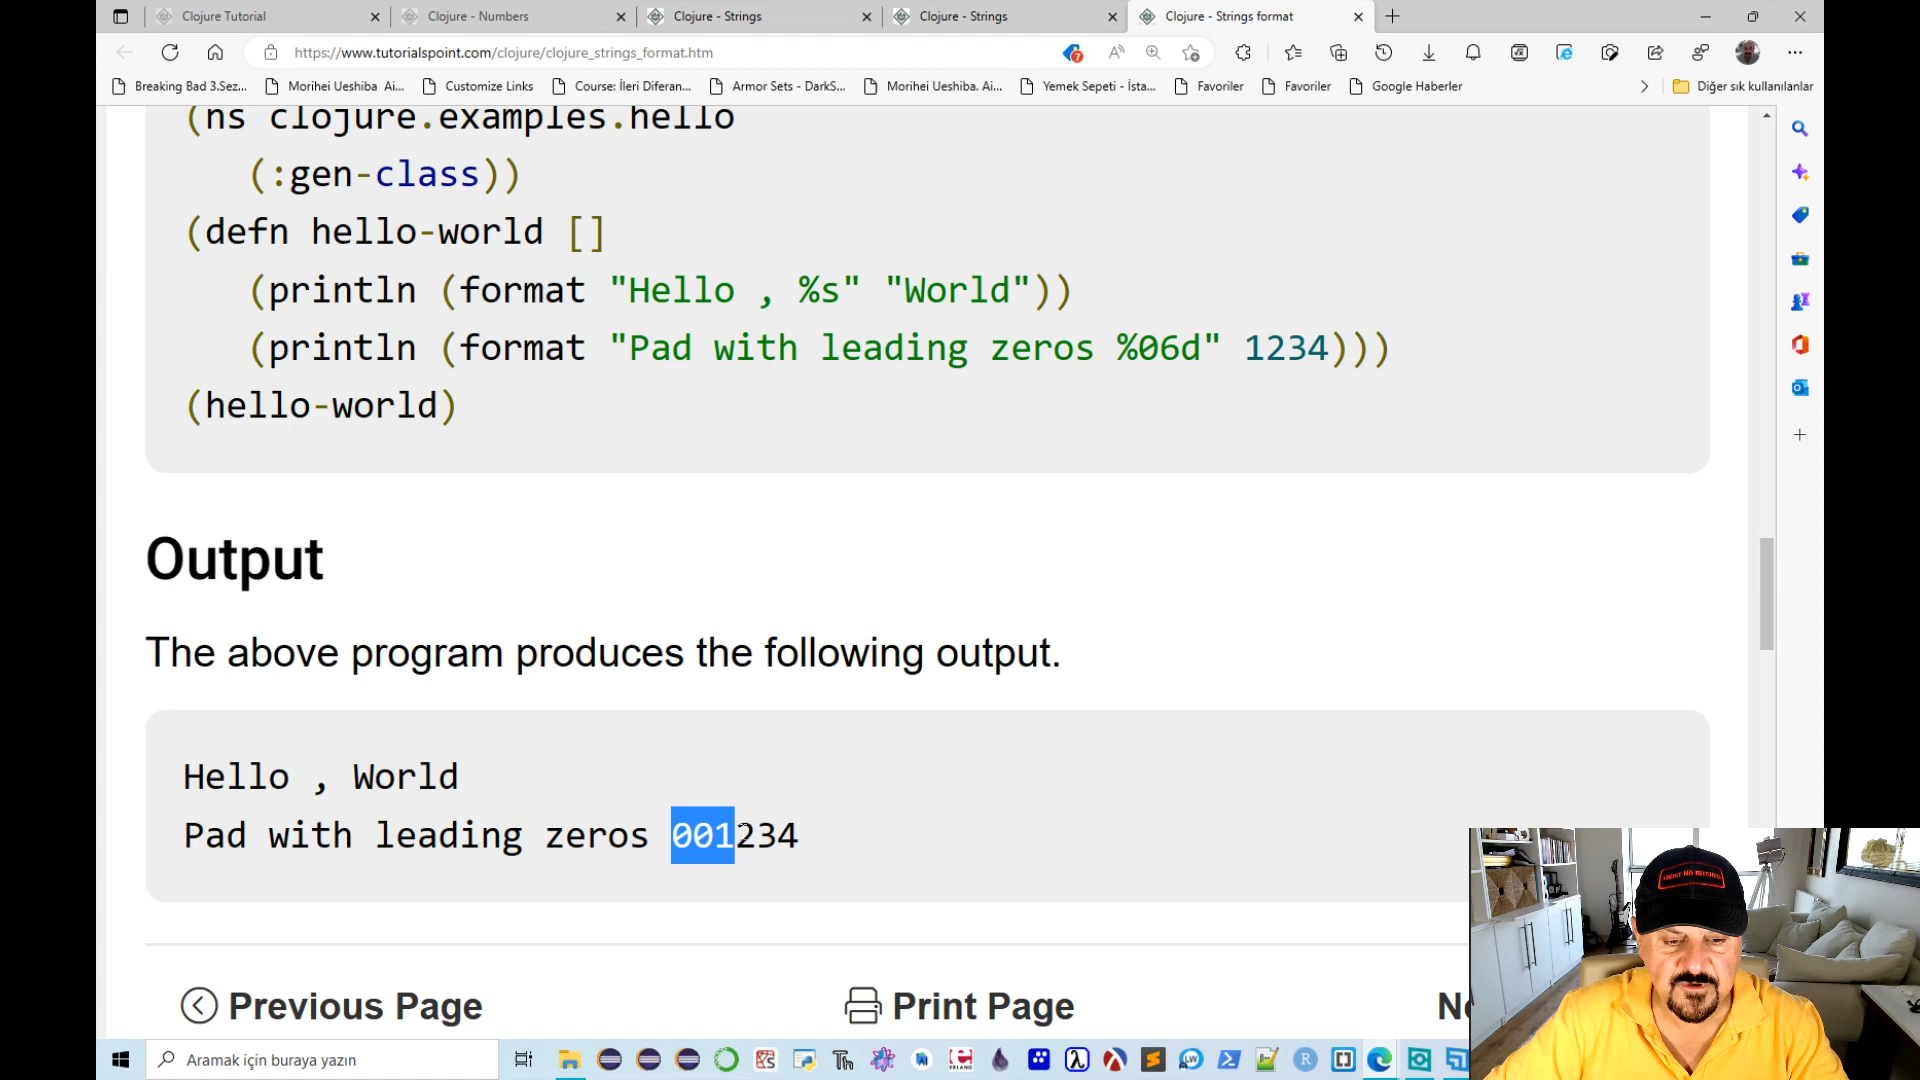 Clojure Tutorial
Clojure - Numbers
Clojure - Strings
Clojure - Strings
Clojure - Strings format
https://www.tutorialspoint.com/clojure/clojure_strings_format.htm
Breaking Bad 3.Sez...
Morihei Ueshiba Ai...
Customize Links
Course: İleri Diferan...
Armor Sets - DarkS...
Morihei Ueshiba. Ai...
Yemek Sepeti - İsta...
Favoriler
Favoriler
Google Haberler
Diğer sık kullanılanlar
(ns clojure.examples.hello
(:gen-class))
(defn hello-world []
(println (format "Hello , %s" "World"))
(println (format "Pad with leading zeros %06d" 1234)))
(hello-world)
Output
The above program produces the following output.
Hello , World
Pad with leading zeros 001234
Previous Page
Print Page
Ne
Aramak için buraya yazın